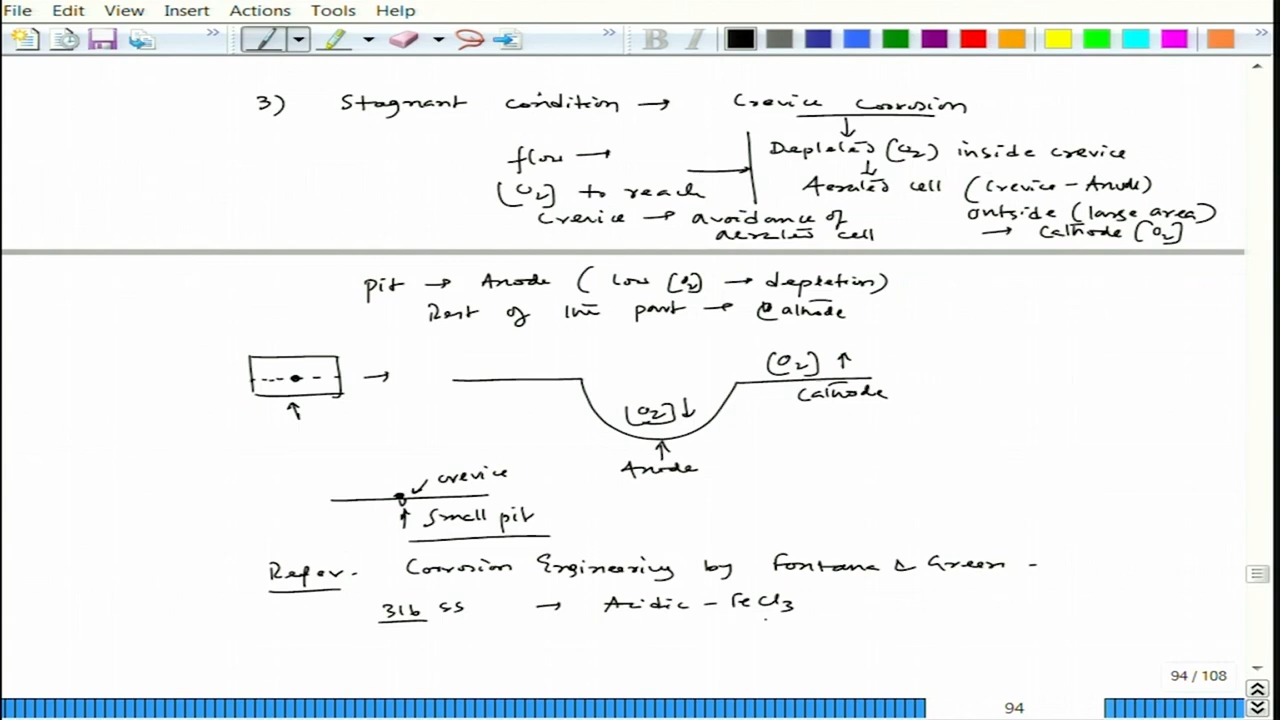 File Edit View Insert Actions Tools Help
B I
3) Stagnant condition → Crevice corrosion
Depleted (O2) inside crevice
flow →
[O2] to reach
Aerated cell (Crevice - Anode)
outside (large area)
crevice → avoidance of
aerated cell
→ Cathode [O2]
pit → Anode ( low [O2] → depletion)
Rest of the part → Cathode
[O2] ↑
Cathode
[O2] ↓
Anode
crevice
small pit
Refer. Corrosion Engineering by Fontana & Green -
316 SS → Acidic - FeCl3
94 / 108
94